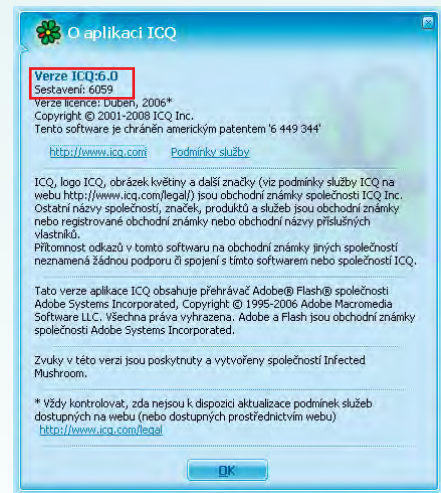 O aplikaci ICQ
Verze ICQ:6.0
Sestavení: 6059
Verze licence: Duben, 2006*
Copyright © 2001-2008 ICQ Inc.
Tento software je chráněn americkým patentem '6 449 344'
http://www.icq.com Podmínky služby
ICQ, logo ICQ, obrázek květiny a další značky (viz podmínky služby ICQ na
webu http://www.icq.com/legal/) jsou obchodní známky společnosti ICQ Inc.
Ostatní názvy společností, značek, produktů a služeb jsou obchodní známky
nebo registrované obchodní známky nebo obchodní názvy příslušných
vlastníků.
Přítomnost odkazů v tomto softwaru na obchodní známky jiných společností
neznamená žádnou podporu či spojení s tímto softwarem nebo společností ICQ.
Tato verze aplikace ICQ obsahuje přehrávač Adobe® Flash® společnosti
Adobe Systems Incorporated, Copyright © 1995-2006 Adobe Macromedia
Software LLC. Všechna práva vyhrazena. Adobe a Flash jsou obchodní známky
společnosti Adobe Systems Incorporated.
Zvuky v této verzi jsou poskytnuty a vytvořeny společností Infected
Mushroom.
* Vždy kontrolovat, zda nejsou k dispozici aktualizace podmínek služeb
dostupných na webu (nebo dostupných prostřednictvím webu)
http://www.icq.com/legal
OK